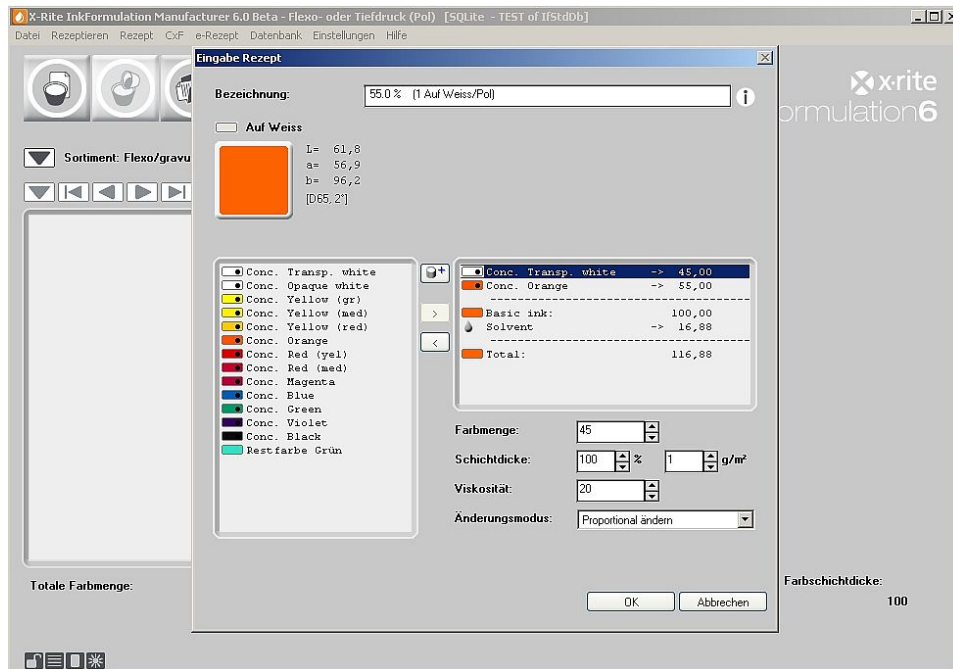 X-Rite InkFormulation Manufacturer 6.0 Beta - Flexo- oder Tiefdruck (Pol) [SQLite - TEST of IfStdDb]
Datei Rezeptieren Rezept CxF e-Rezept Datenbank Einstellungen Hilfe
Eingabe Rezept
Bezeichnung: 55.0 % (1 Auf Weiss/Pol)
x-rite
ormulation6
Auf Weiss
L= 61,8
a= 56,9
b= 96,2
[D65, 2°]
Sortiment: Flexo/gravu
Conc. Transp. white
Conc. Opaque white
Conc. Yellow (gr)
Conc. Yellow (med)
Conc. Yellow (red)
Conc. Orange
Conc. Red (yel)
Conc. Red (med)
Conc. Magenta
Conc. Blue
Conc. Green
Conc. Violet
Conc. Black
Restfarbe Grün
Conc. Transp. white -> 45,00
Conc. Orange -> 55,00
Basic ink: 100,00
Solvent -> 16,88
Total: 116,88
Farbmenge: 45
Schichtdicke: 100 % 1 g/m²
Viskosität: 20
Änderungsmodus: Proportional ändern
OK Abbrechen
Totale Farbmenge:
Farbschichtdicke:
100